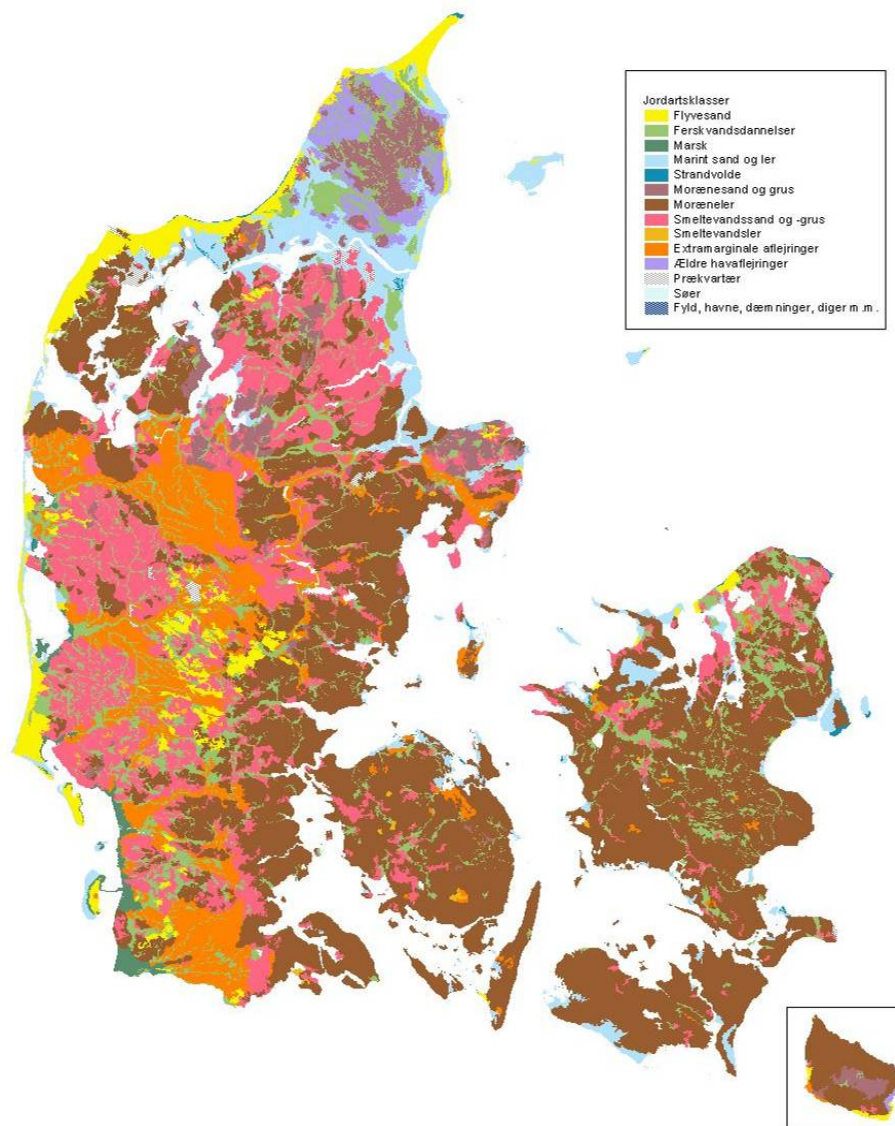 Jordartsklasser
Flyvesand
Ferskvandsdannelser
Marsk
Marint sand og ler
Strandvolde
Morænesand og grus
Moræneler
Smeltevandssand og -grus
Smeltevandsler
Extramarginale aflejringer
Ældre havaflejringer
Prækvartær
Søer
Fyld, havne, dæmninger, diger m.m.